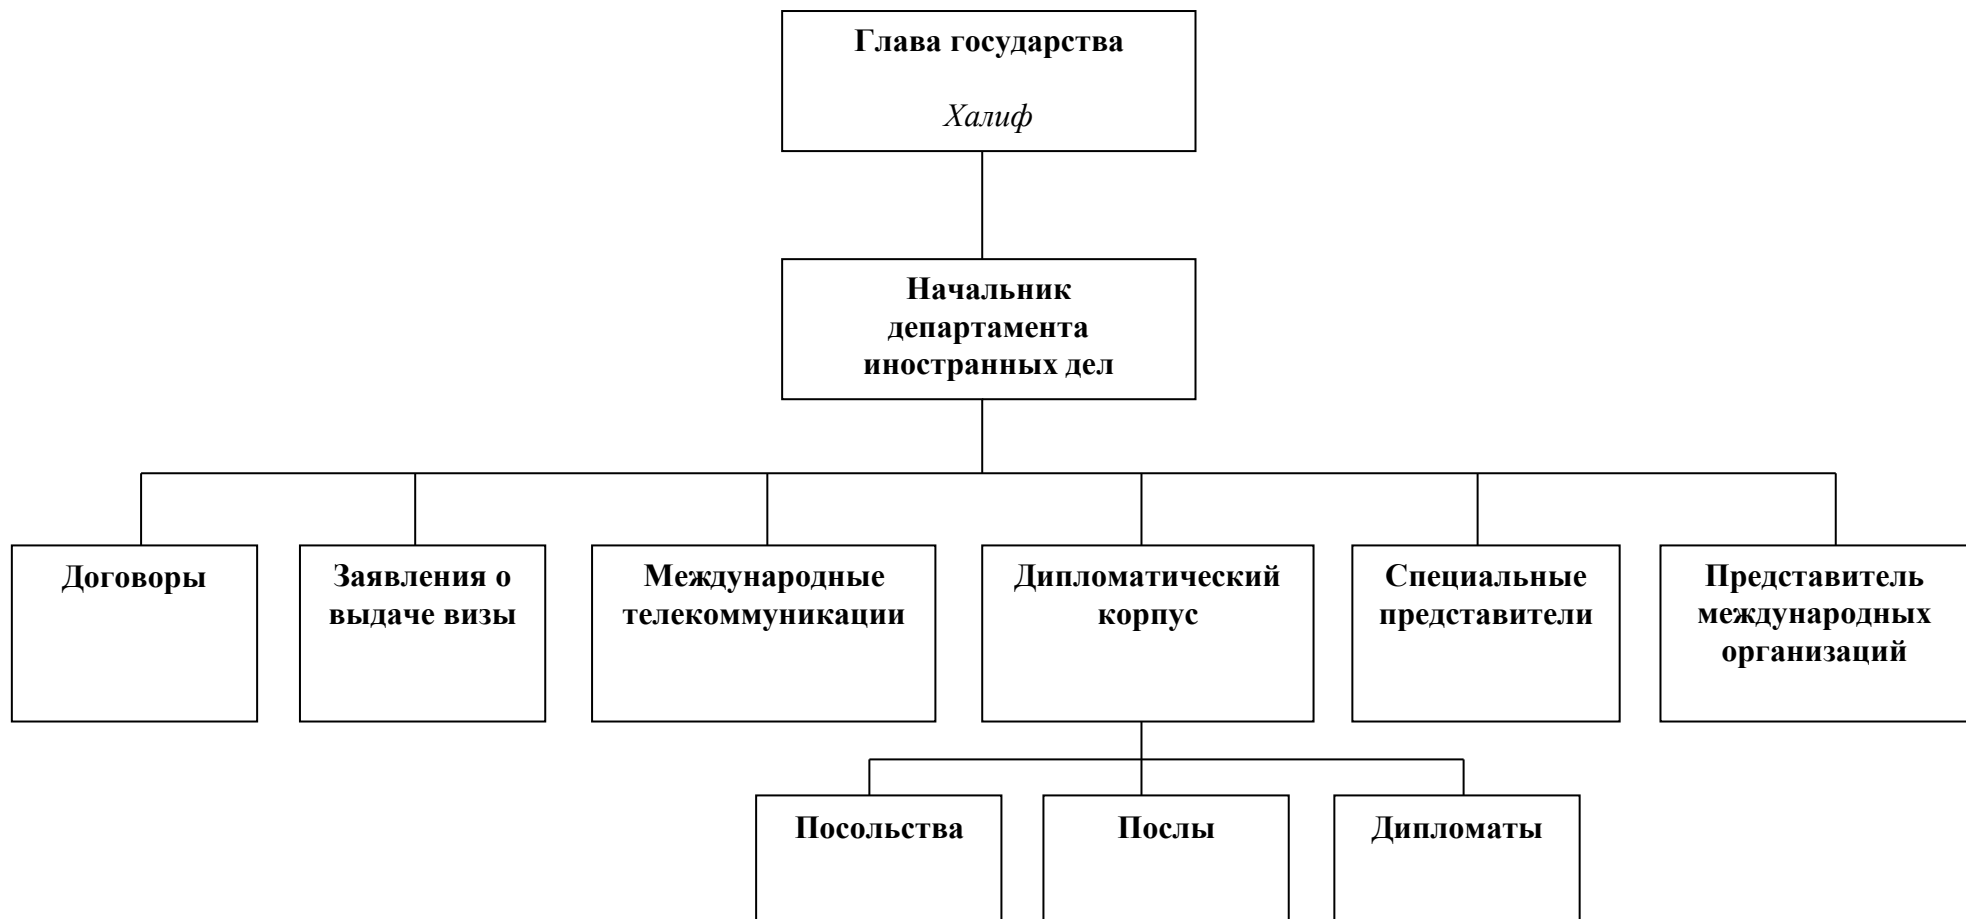 Глава государства
Халиф
Начальник
департамента
иностранных дел
Договоры
Заявления о
выдаче визы
Международные
телекоммуникации
Дипломатический
корпус
Специальные
представители
Представитель
международных
организаций
Посольства
Послы
Дипломаты